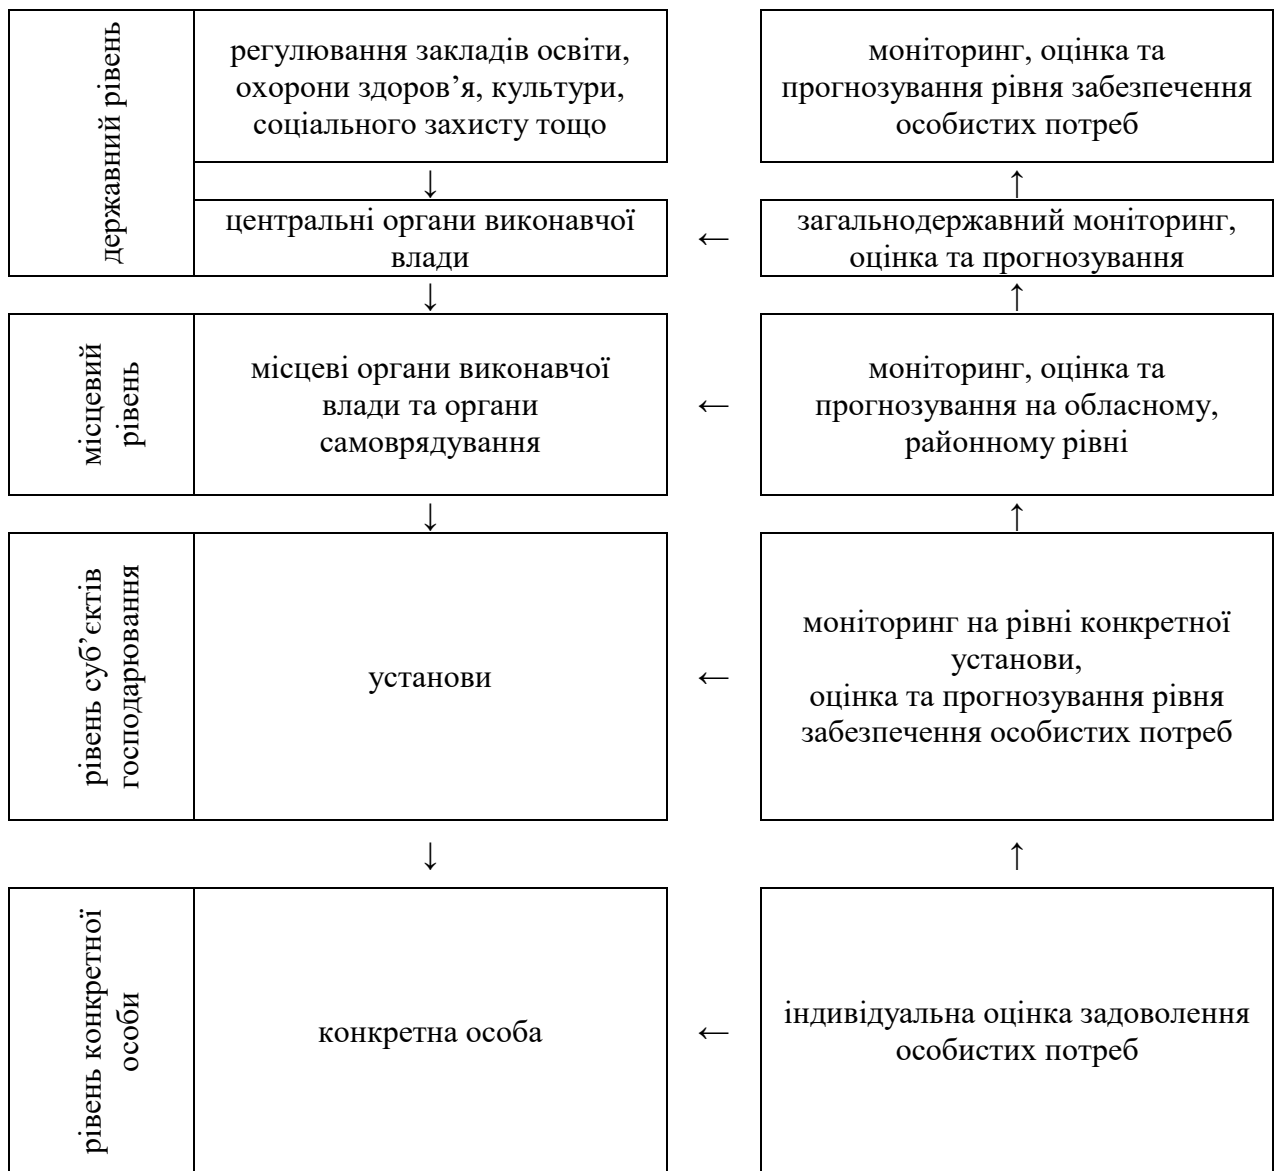 державний рівень
регулювання закладів освіти,
охорони здоров’я, культури,
соціального захисту тощо
моніторинг, оцінка та
прогнозування рівня забезпечення
особистих потреб
↓
↑
центральні органи виконавчої
влади
←
загальнодержавний моніторинг,
оцінка та прогнозування
↓
↑
місцевий
рівень
місцеві органи виконавчої
влади та органи
самоврядування
←
моніторинг, оцінка та
прогнозування на обласному,
районному рівні
↓
↑
рівень суб’єктів
господарювання
установи
←
моніторинг на рівні конкретної
установи,
оцінка та прогнозування рівня
забезпечення особистих потреб
↓
↑
рівень конкретної
особи
конкретна особа
←
індивідуальна оцінка задоволення
особистих потреб